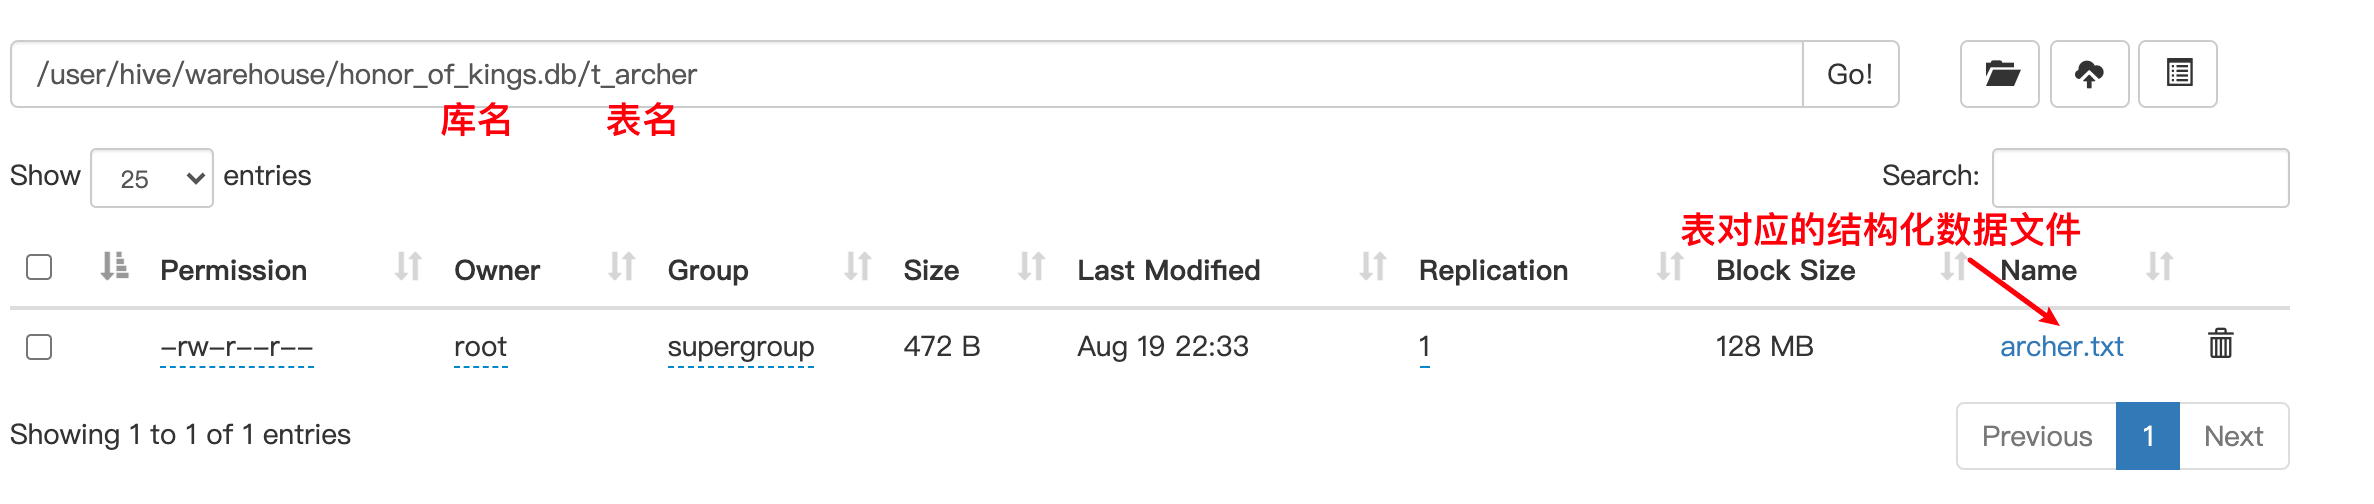 /user/hive/warehouse/honor_of_kings.db/t_archer Go!
库名 表名
Show 25 entries Search:
表对应的结构化数据文件
Permission Owner Group Size Last Modified Replication Block Size Name
-rw-r--r-- root supergroup 472 B Aug 19 22:33 1 128 MB archer.txt
Showing 1 to 1 of 1 entries Previous 1 Next